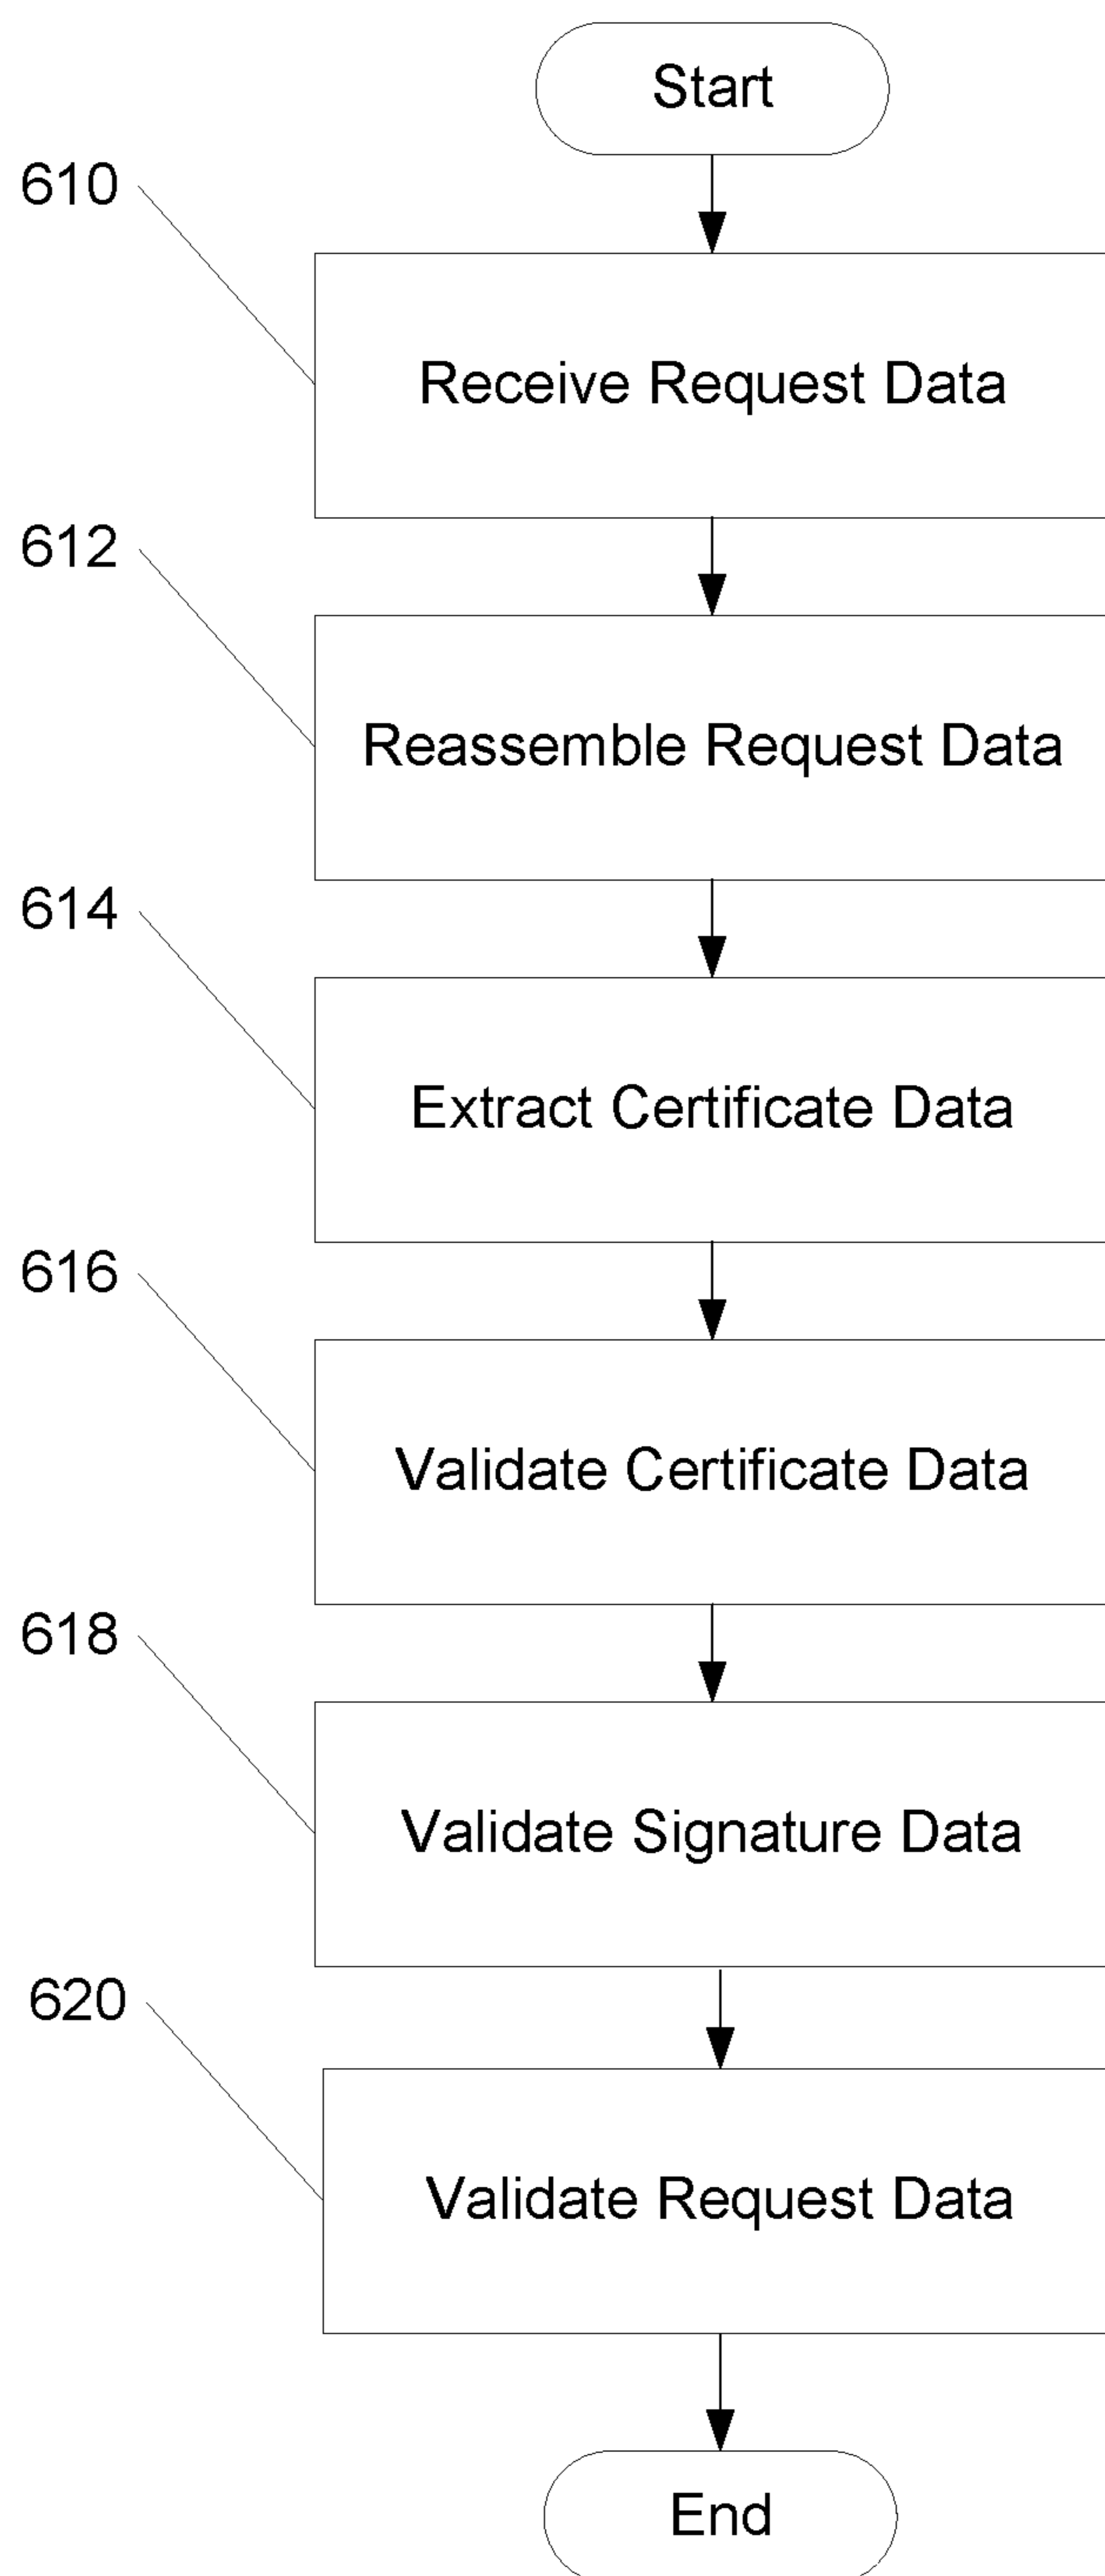 Start
610
Receive Request Data
612
Reassemble Request Data
614
Extract Certificate Data
616
Validate Certificate Data
618
Validate Signature Data
620
Validate Request Data
End